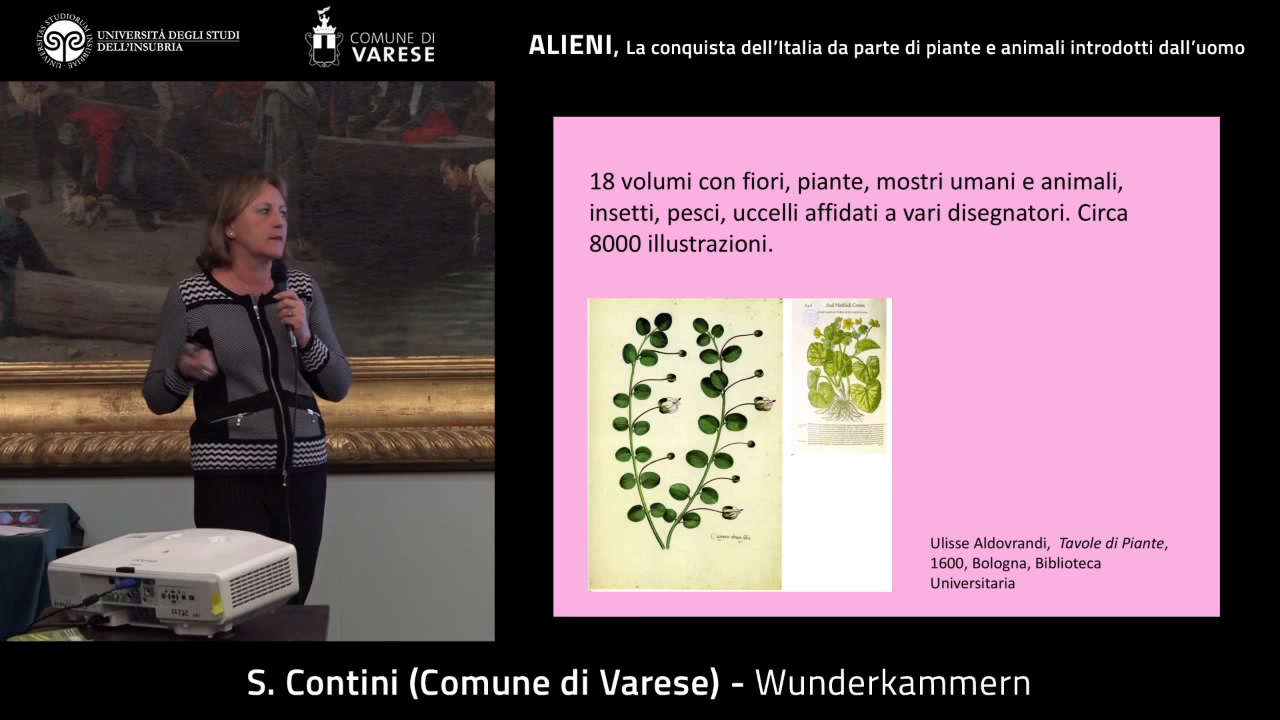 UNIVERSITÀ DEGLI STUDI
DELL'INSUBRIA
COMUNE DI
VARESE
ALIENI, La conquista dell'Italia da parte di piante e animali introdotti dall'uomo
18 volumi con fiori, piante, mostri umani e animali,
insetti, pesci, uccelli affidati a vari disegnatori. Circa
8000 illustrazioni.
Ulisse Aldovrandi, Tavole di Piante,
1600, Bologna, Biblioteca
Universitaria
S. Contini (Comune di Varese) - Wunderkammern